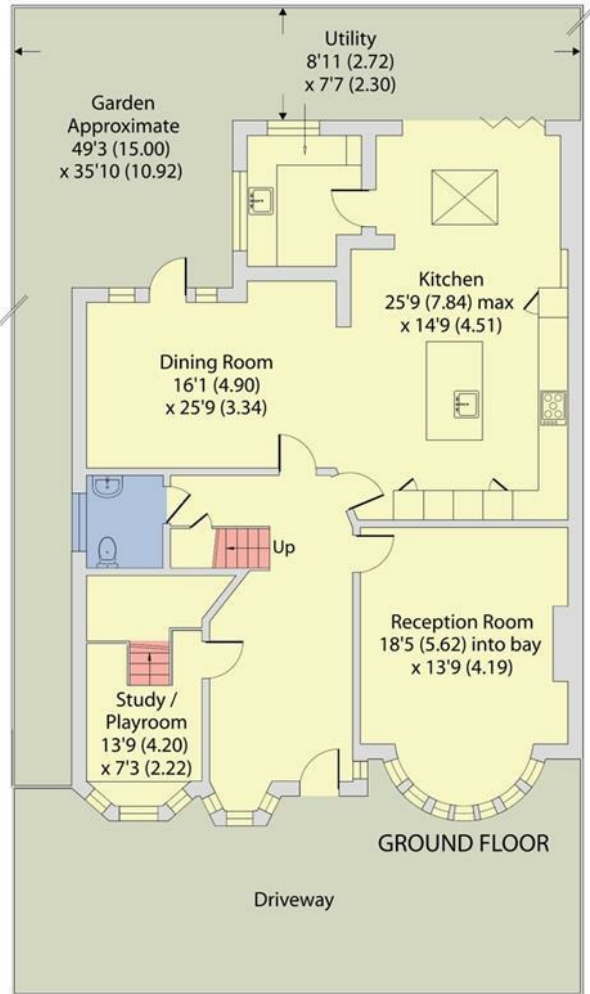 Utility
8'11 (2.72)
x 7'7 (2.30)
Garden
Approximate
49'3 (15.00)
x 35'10 (10.92)
Kitchen
25'9 (7.84) max
x 14'9 (4.51)
Dining Room
16'1 (4.90)
x 25'9 (3.34)
Up
Reception Room
18'5 (5.62) into bay
x 13'9 (4.19)
Study /
Playroom
13'9 (4.20)
x 7'3 (2.22)
GROUND FLOOR
Driveway